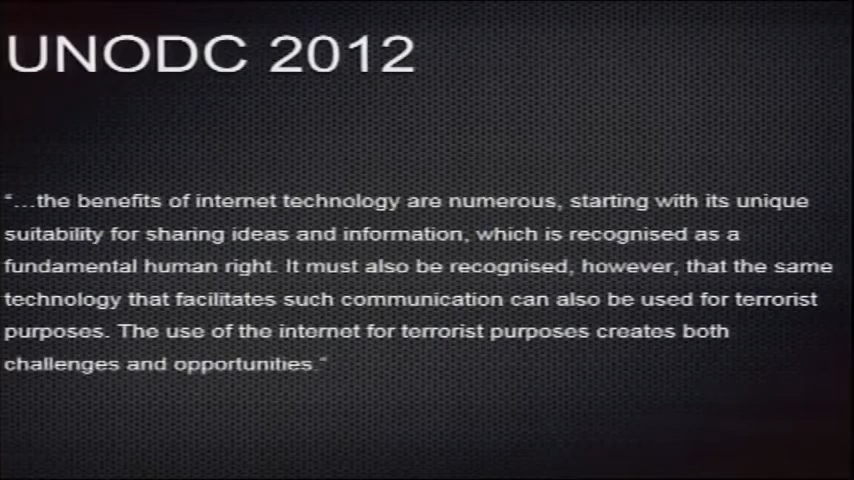 UNODC 2012
“…the benefits of internet technology are numerous, starting with its unique
suitability for sharing ideas and information, which is recognised as a
fundamental human right. It must also be recognised, however, that the same
technology that facilitates such communication can also be used for terrorist
purposes. The use of the internet for terrorist purposes creates both
challenges and opportunities.”